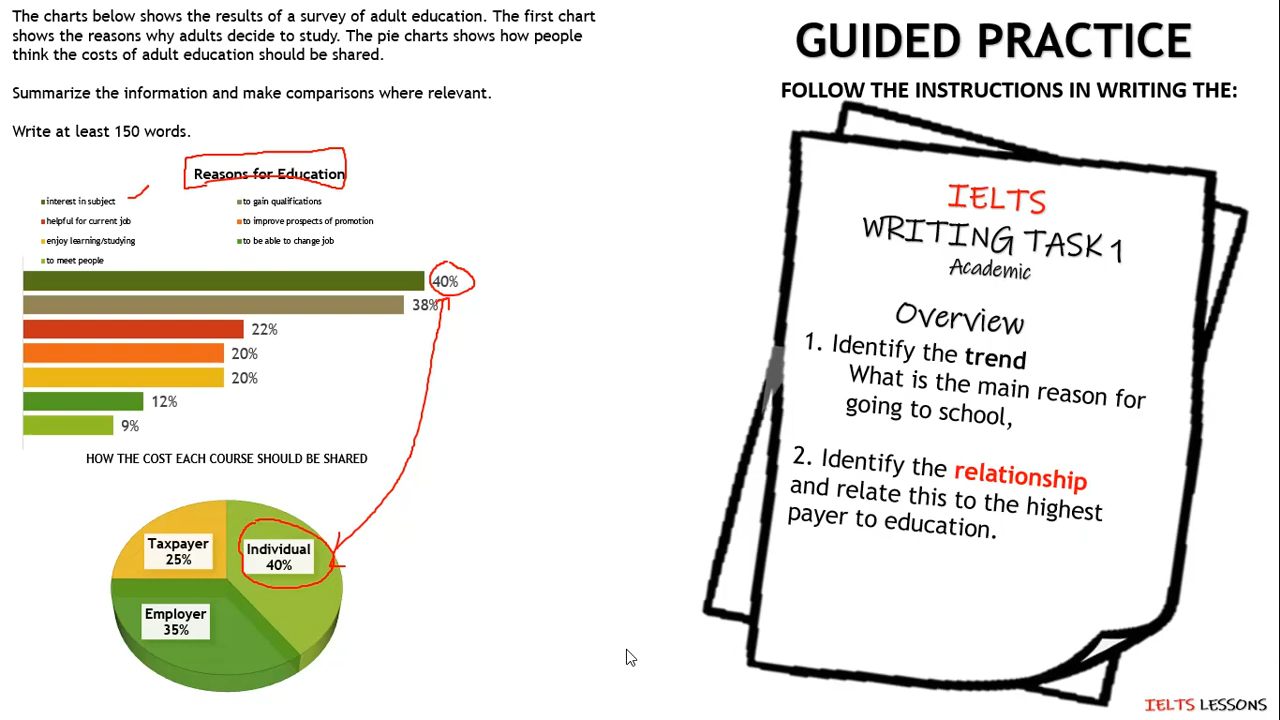 The charts below shows the results of a survey of adult education. The first chart
shows the reasons why adults decide to study. The pie charts shows how people
think the costs of adult education should be shared.
Summarize the information and make comparisons where relevant.
Write at least 150 words.
Reasons for Education
interest in subject
to gain qualifications
helpful for current job
to improve prospects of promotion
enjoy learning/studying
to be able to change job
to meet people
40%
38%
22%
20%
20%
12%
9%
HOW THE COST EACH COURSE SHOULD BE SHARED
Taxpayer
25%
Individual
40%
Employer
35%
GUIDED PRACTICE
FOLLOW THE INSTRUCTIONS IN WRITING THE:
IELTS
WRITING TASK 1
Academic
Overview
1. Identify the trend
What is the main reason for
going to school,
2. Identify the relationship
and relate this to the highest
payer to education.
IELTS LESSONS